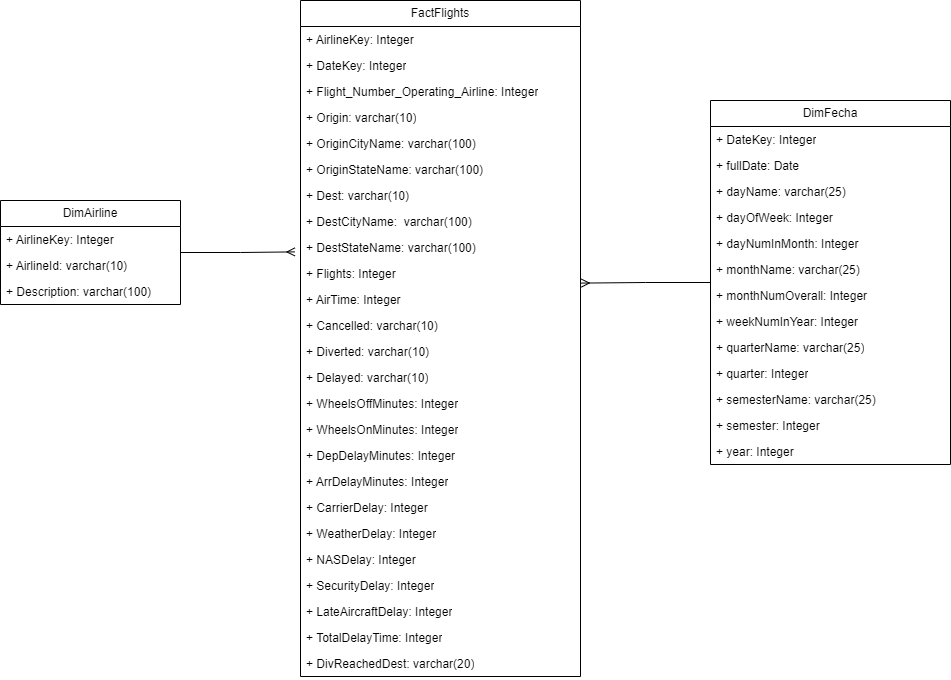 DimAirline
+ AirlineKey: Integer
+ AirlineId: varchar(10)
+ Description: varchar(100)
FactFlights
+ AirlineKey: Integer
+ DateKey: Integer
+ Flight_Number_Operating_Airline: Integer
+ Origin: varchar(10)
+ OriginCityName: varchar(100)
+ OriginStateName: varchar(100)
+ Dest: varchar(10)
+ DestCityName:  varchar(100)
+ DestStateName: varchar(100)
+ Flights: Integer
+ AirTime: Integer
+ Cancelled: varchar(10)
+ Diverted: varchar(10)
+ Delayed: varchar(10)
+ WheelsOffMinutes: Integer
+ WheelsOnMinutes: Integer
+ DepDelayMinutes: Integer
+ ArrDelayMinutes: Integer
+ CarrierDelay: Integer
+ WeatherDelay: Integer
+ NASDelay: Integer
+ SecurityDelay: Integer
+ LateAircraftDelay: Integer
+ TotalDelayTime: Integer
+ DivReachedDest: varchar(20)
DimFecha
+ DateKey: Integer
+ fullDate: Date
+ dayName: varchar(25)
+ dayOfWeek: Integer
+ dayNumInMonth: Integer
+ monthName: varchar(25)
+ monthNumOverall: Integer
+ weekNumInYear: Integer
+ quarterName: varchar(25)
+ quarter: Integer
+ semesterName: varchar(25)
+ semester: Integer
+ year: Integer